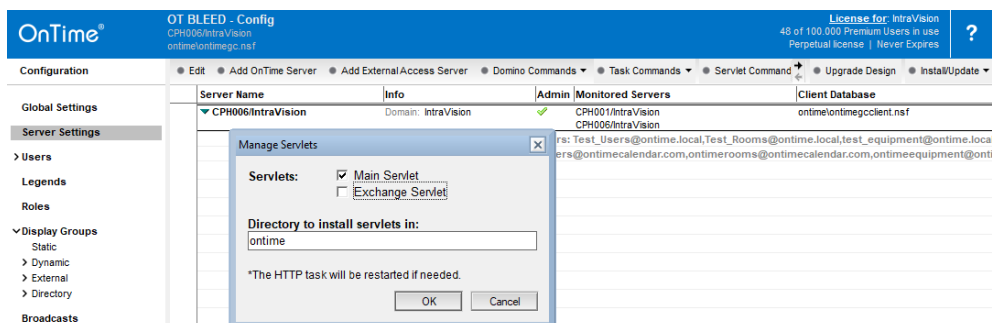 OnTime®
OT BLEED - Config
CPH006/IntraVision
ontime\ontimegc.nsf
License for: IntraVision
48 of 100.000 Premium Users in use
Perpetual license | Never Expires
?
Configuration
Edit Add OnTime Server Add External Access Server Domino Commands Task Commands Servlet Command Upgrade Design Install/Update
Global Settings
Server Settings
Users
Legends
Roles
Display Groups
Static
Dynamic
External
Directory
Broadcasts
Server Name Info Admin Monitored Servers Client Database
CPH006/IntraVision Domain: IntraVision CPH001/IntraVision ontime\ontimegcclient.nsf
CPH006/IntraVision
rs: Test_Users@ontime.local,Test_Rooms@ontime.local,test_equipment@ontime.loca
ers@ontimecalendar.com,ontimerooms@ontimecalendar.com,ontimeequipment@onti
Manage Servlets
Servlets: Main Servlet
Exchange Servlet
Directory to install servlets in:
ontime
*The HTTP task will be restarted if needed.
OK Cancel